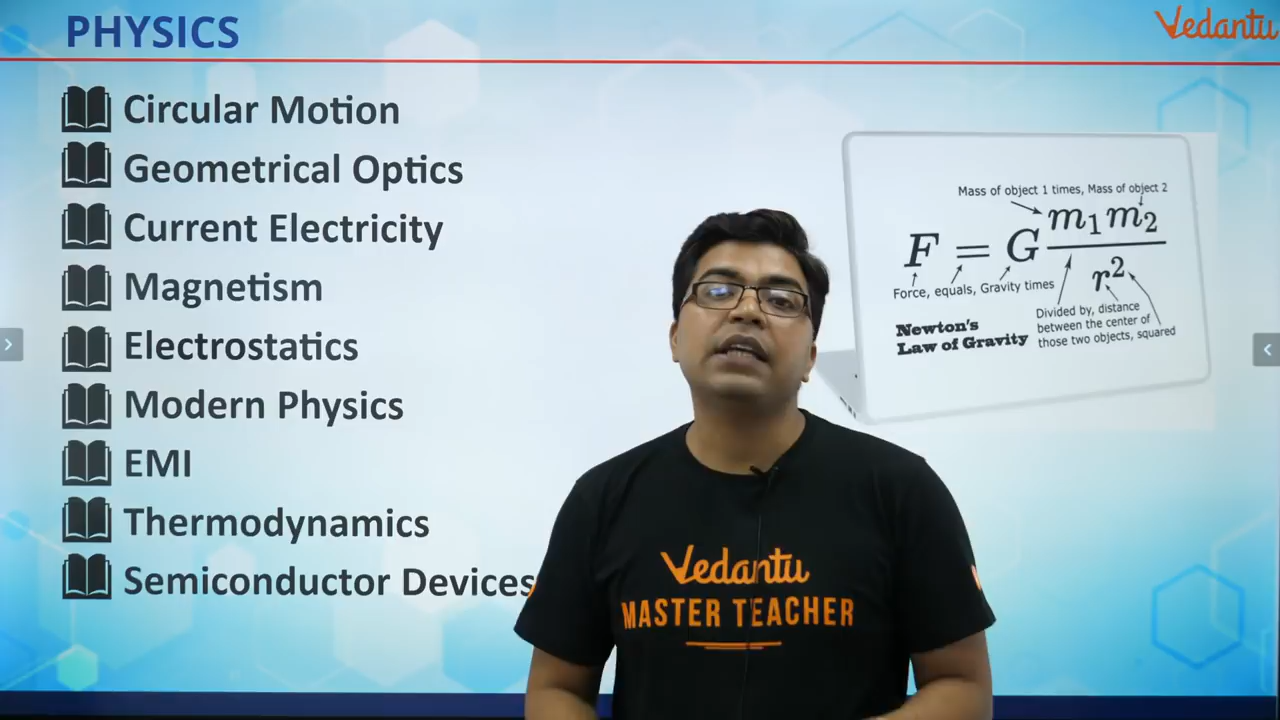 PHYSICS
Vedantu
Circular Motion
Geometrical Optics
Current Electricity
Magnetism
Electrostatics
Modern Physics
EMI
Thermodynamics
Semiconductor Devices
Mass of object 1 times, Mass of object 2
F = G m₁m₂ / r²
Force, equals, Gravity times
Divided by, distance
between the center of
those two objects, squared
Newton's
Law of Gravity
Vedantu
MASTER TEACHER